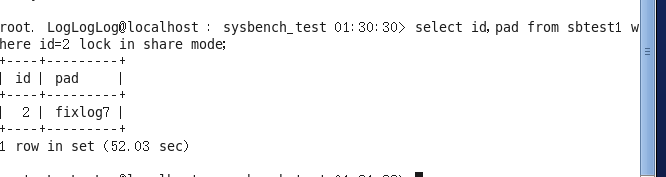 root. LogLogLog@localhost : sysbench_test 01:30:30> select id,pad from sbtest1 w
here id=2 lock in share mode;
+----+---------+
| id | pad     |
+----+---------+
|  2 | fixlog7 |
+----+---------+
1 row in set (52.03 sec)